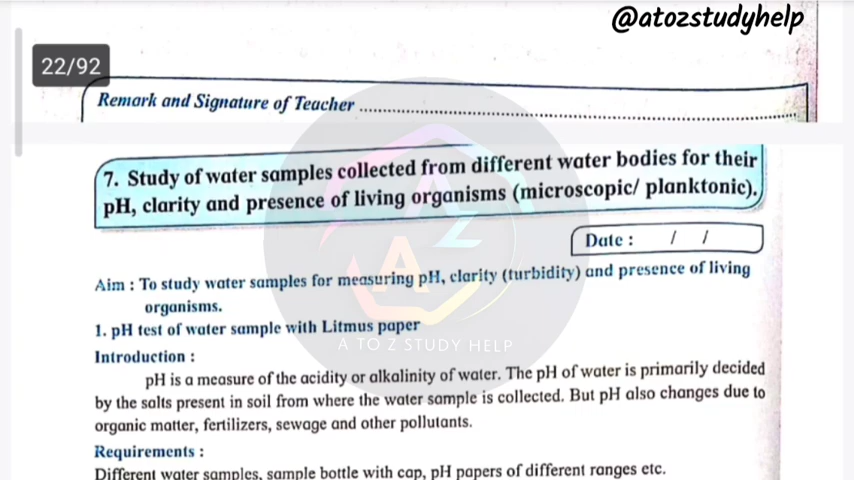 @atozstudyhelp
22/92
Remark and Signature of Teacher ........................................
7. Study of water samples collected from different water bodies for their
pH, clarity and presence of living organisms (microscopic/ planktonic).
Date :    /    /
Aim : To study water samples for measuring pH, clarity (turbidity) and presence of living
organisms.
1. pH test of water sample with Litmus paper
A TO Z STUDY HELP
Introduction :
pH is a measure of the acidity or alkalinity of water. The pH of water is primarily decided
by the salts present in soil from where the water sample is collected. But pH also changes due to
organic matter, fertilizers, sewage and other pollutants.
Requirements :
Different water samples, sample bottle with cap, pH papers of different ranges etc.